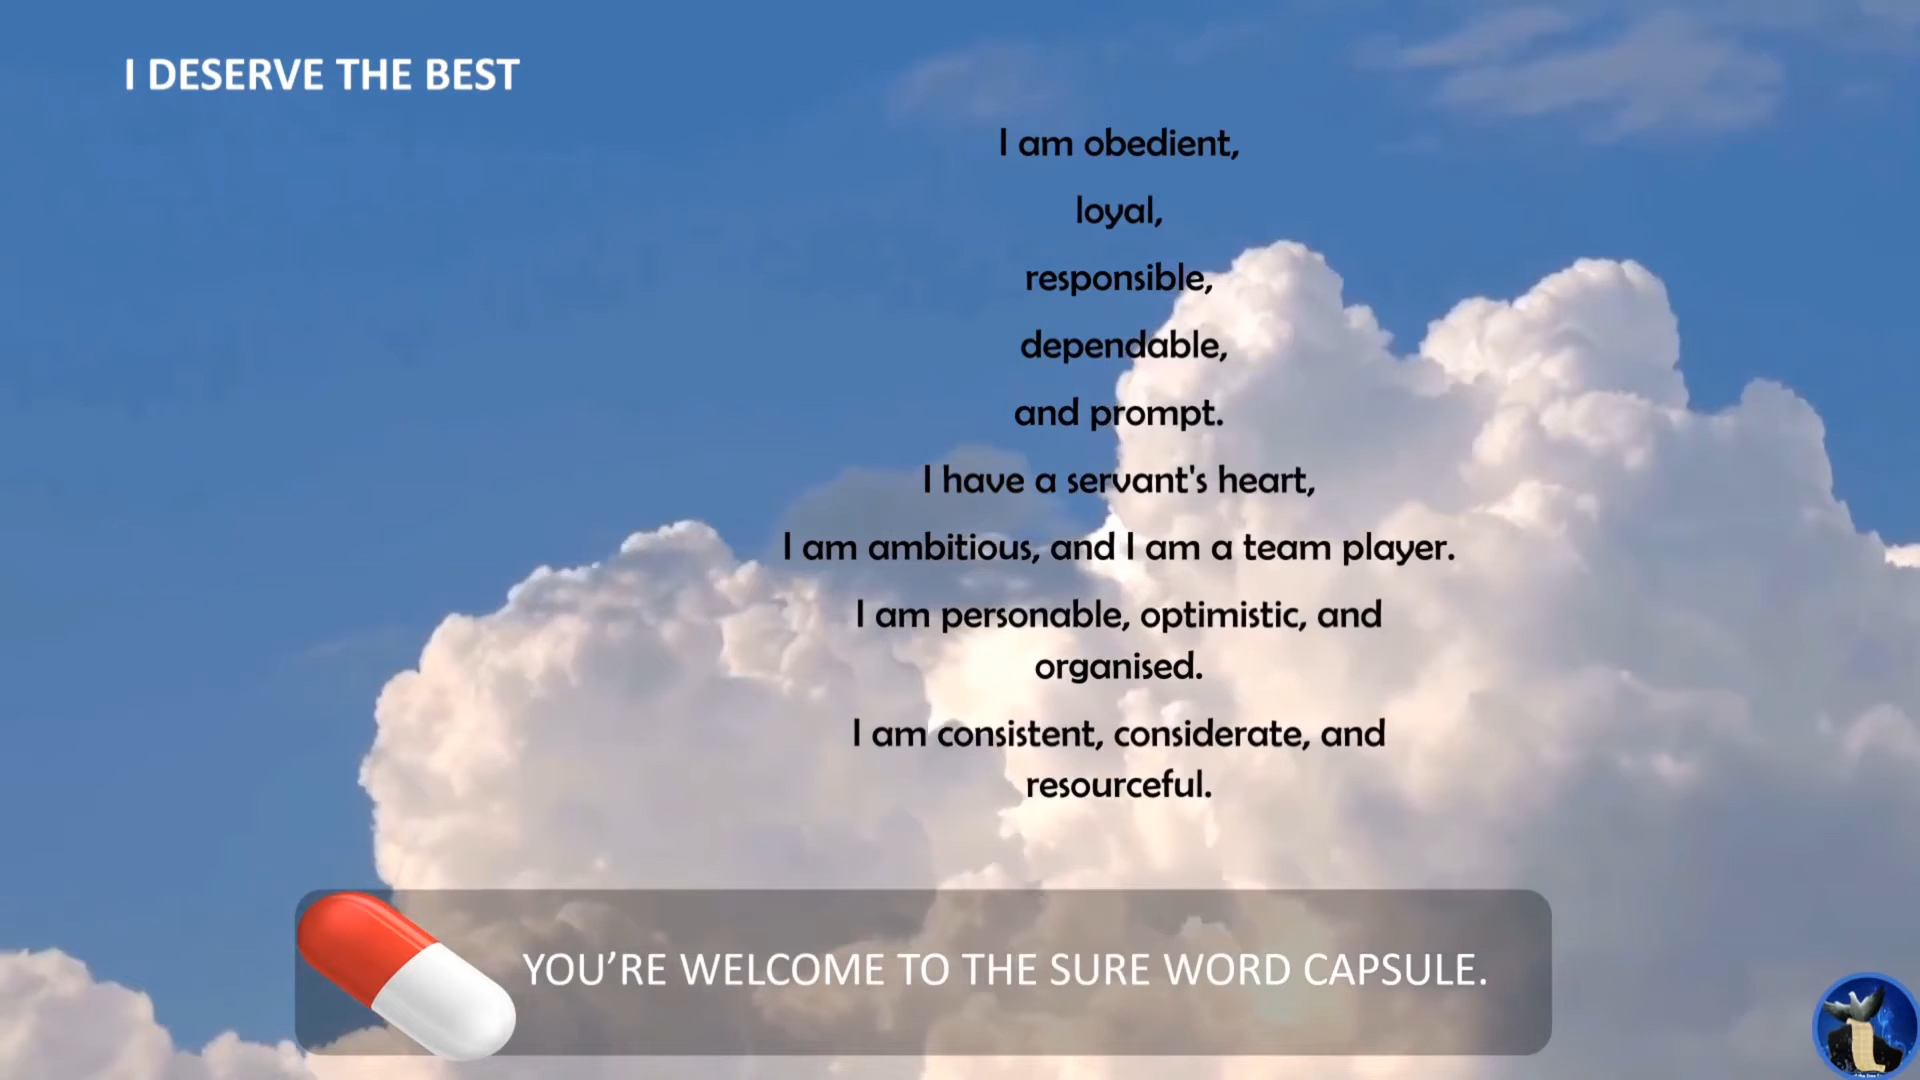 I DESERVE THE BEST
I am obedient,
loyal,
responsible,
dependable,
and prompt.
I have a servant's heart,
I am ambitious, and I am a team player.
I am personable, optimistic, and
organised.
I am consistent, considerate, and
resourceful.
YOU’RE WELCOME TO THE SURE WORD CAPSULE.